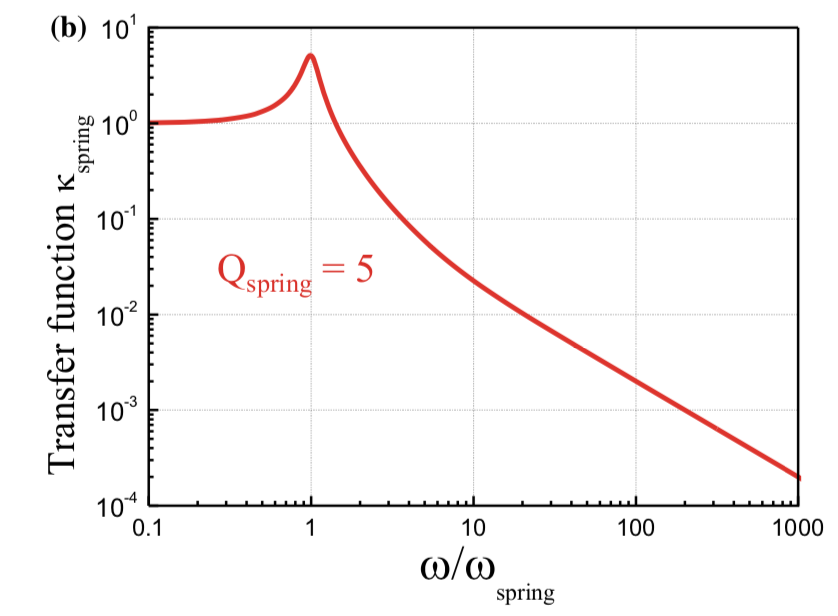 (b)
Transfer function κ_spring
10^1
10^0
10^-1
10^-2
10^-3
10^-4
Q_spring = 5
0.1 1 10 100 1000
ω/ω_spring